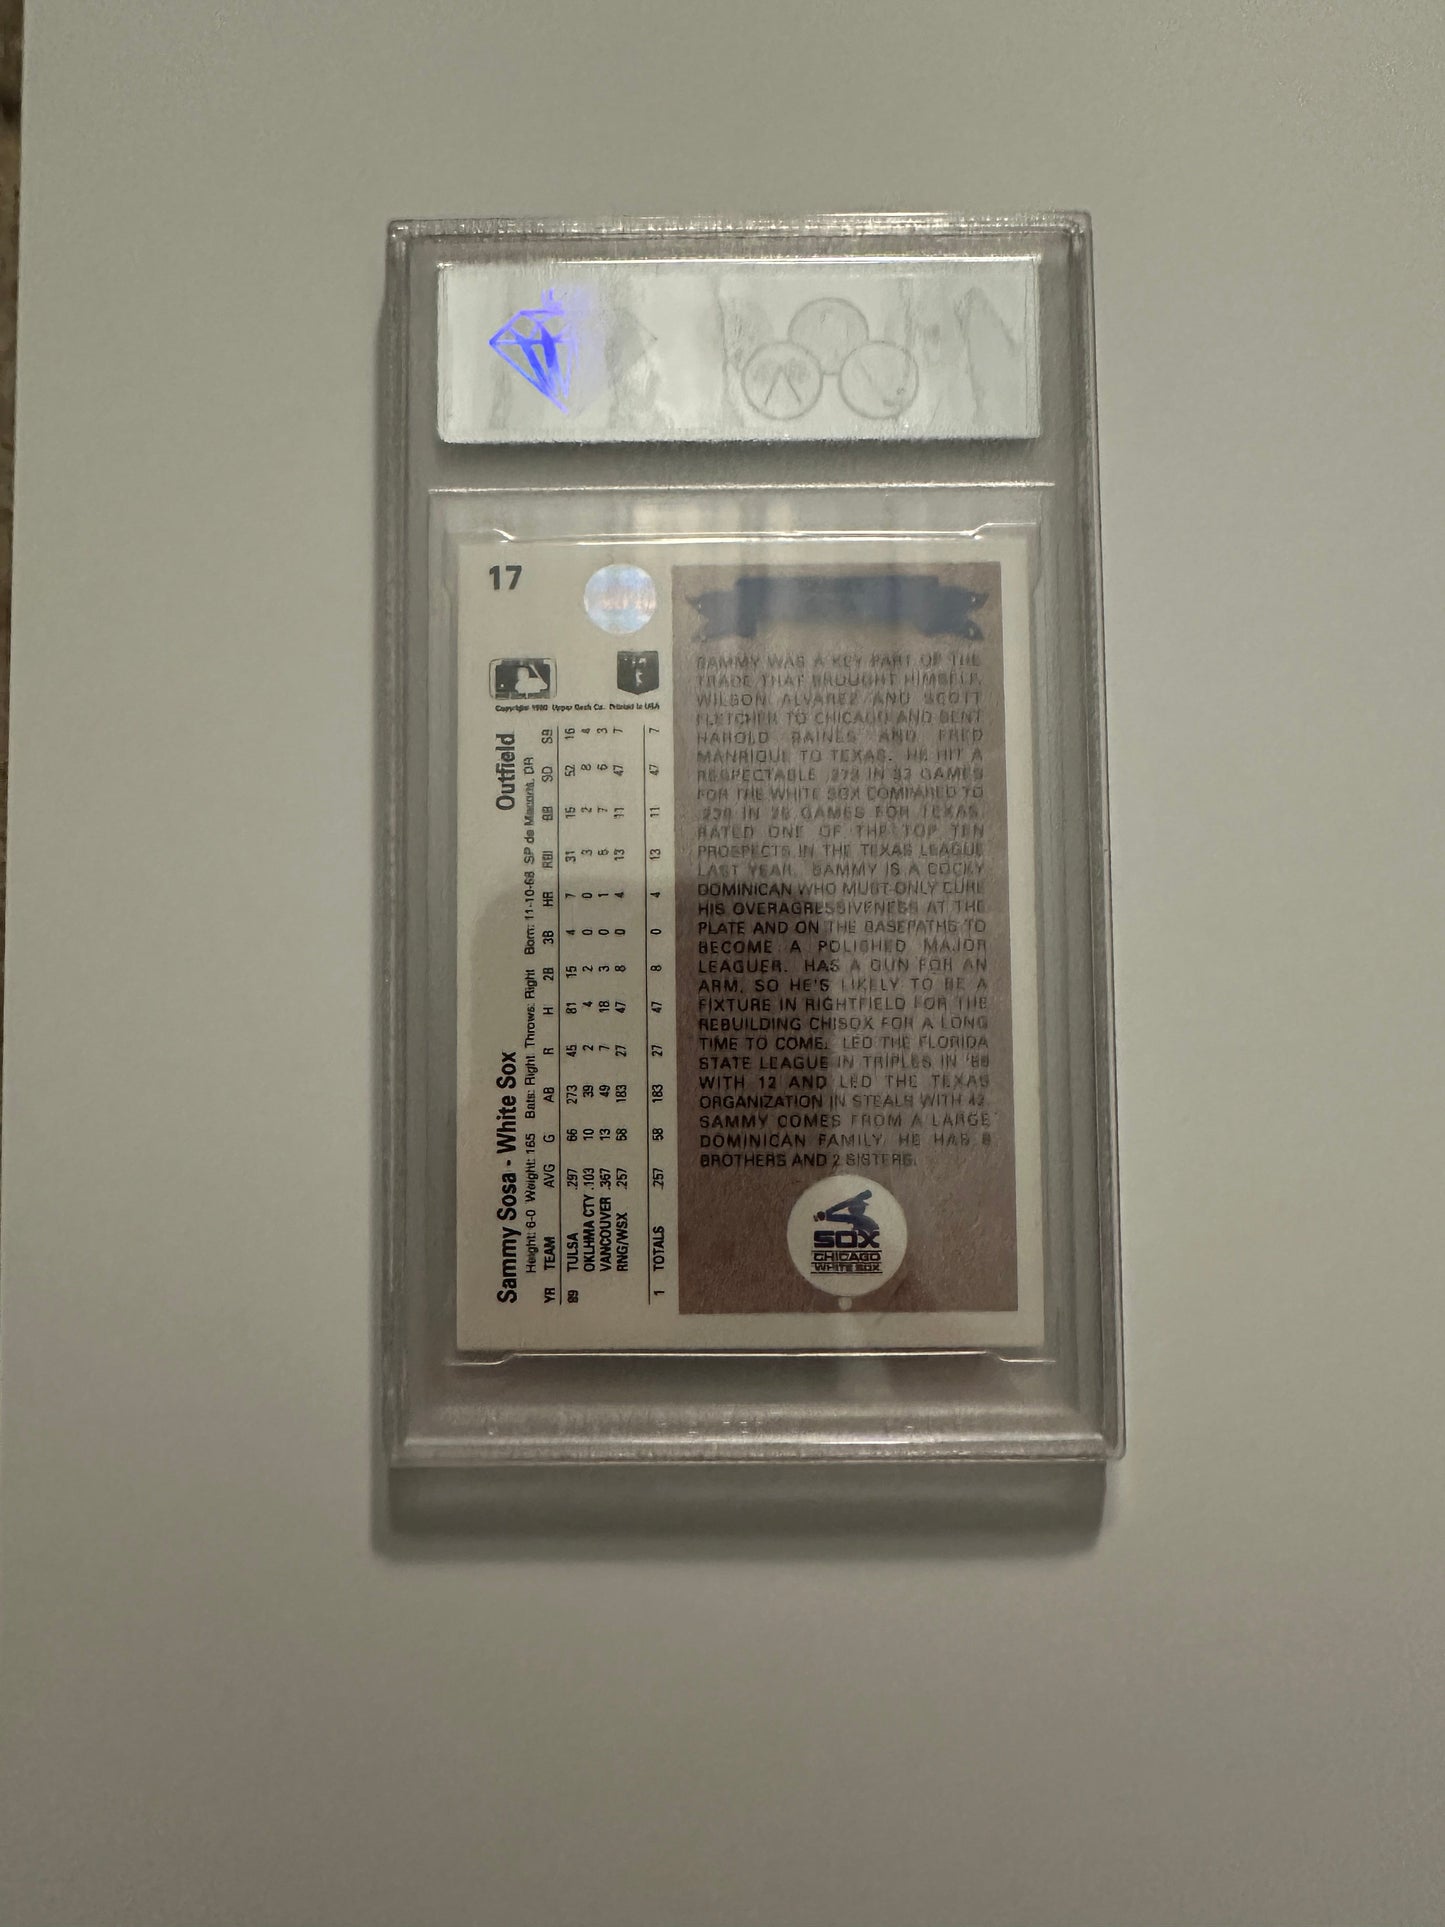 17
Copyright 1990 Upper Deck Co. Printed in USA
Sammy Sosa - White Sox Outfield
Height: 6-0 Weight: 165 Bats: Right Throws: Right Born: 11-10-68 SP de Macoris, DR
YR TEAM AVG G AB R H 2B 3B HR RBI BB SO SB
89 TULSA .297 66 273 45 81 15 4 7 31 15 52 16
OKLHMA CTY .103 10 39 2 4 2 0 0 3 2 8 4
VANCOUVER .367 13 49 7 18 3 0 1 5 7 6 3
RNG/WSX .257 58 183 27 47 8 0 4 13 11 47 7
1 TOTALS .257 58 183 27 47 8 0 4 13 11 47 7
SAMMY WAS A KEY PART OF THE
TRADE THAT BROUGHT HIMSELF,
WILSON ALVAREZ AND SCOTT
FLETCHER TO CHICAGO AND SENT
HAROLD BAINES AND FRED
MANRIQUE TO TEXAS. HE HIT A
RESPECTABLE .273 IN 33 GAMES
FOR THE WHITE SOX COMPARED TO
.238 IN 25 GAMES FOR TEXAS.
RATED ONE OF THE TOP TEN
PROSPECTS IN THE TEXAS LEAGUE
LAST YEAR, SAMMY IS A COCKY
DOMINICAN WHO MUST ONLY CURE
HIS OVERAGRESSIVENESS AT THE
PLATE AND ON THE BASEPATHS TO
BECOME A POLISHED MAJOR
LEAGUER. HAS A GUN FOR AN
ARM, SO HE'S LIKELY TO BE A
FIXTURE IN RIGHTFIELD FOR THE
REBUILDING CHISOX FOR A LONG
TIME TO COME. LED THE FLORIDA
STATE LEAGUE IN TRIPLES IN '88
WITH 12 AND LED THE TEXAS
ORGANIZATION IN STEALS WITH 42.
SAMMY COMES FROM A LARGE
DOMINICAN FAMILY. HE HAS
BROTHERS AND 2 SISTERS.
SOX
CHICAGO
WHITE SOX